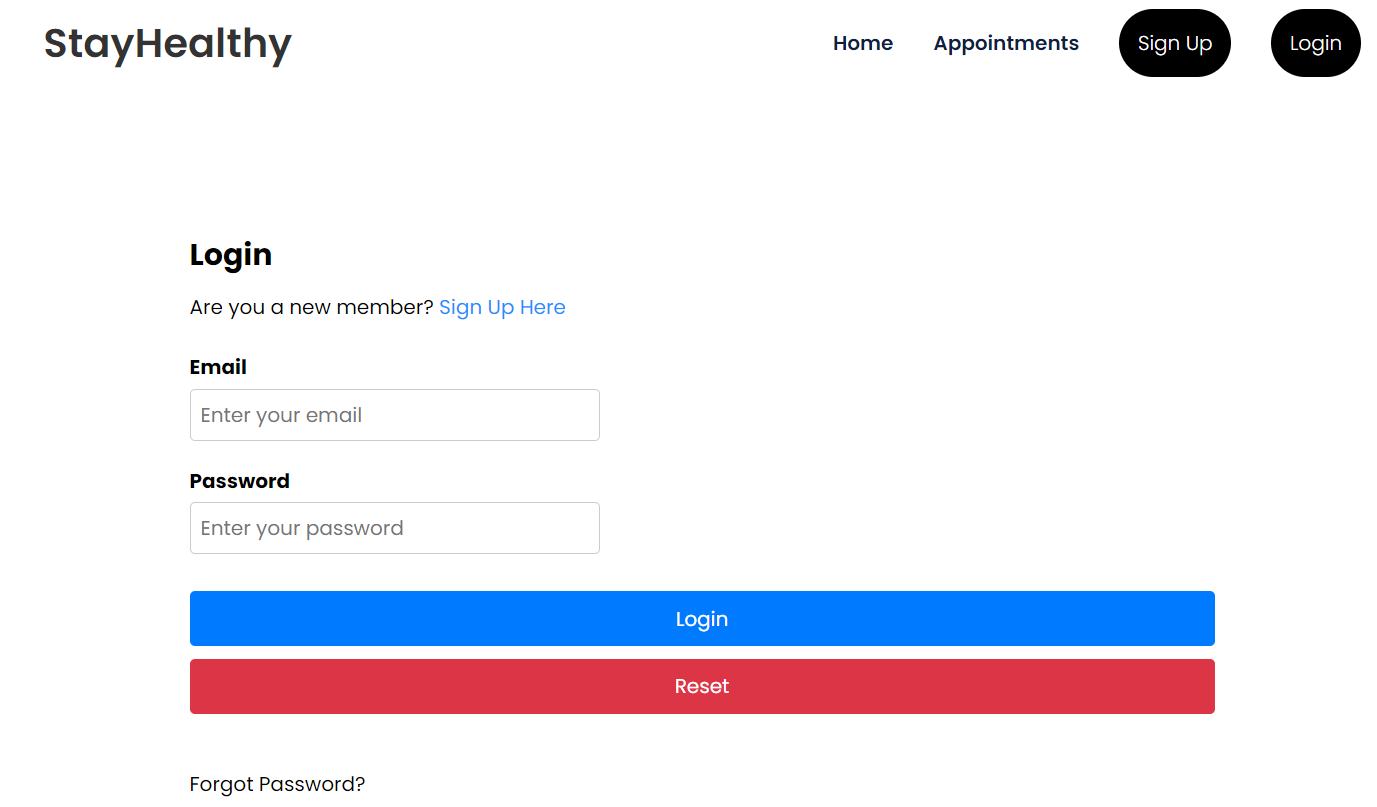 StayHealthy
Home Appointments Sign Up Login
Login
Are you a new member? Sign Up Here
Email
Enter your email
Password
Enter your password
Login
Reset
Forgot Password?